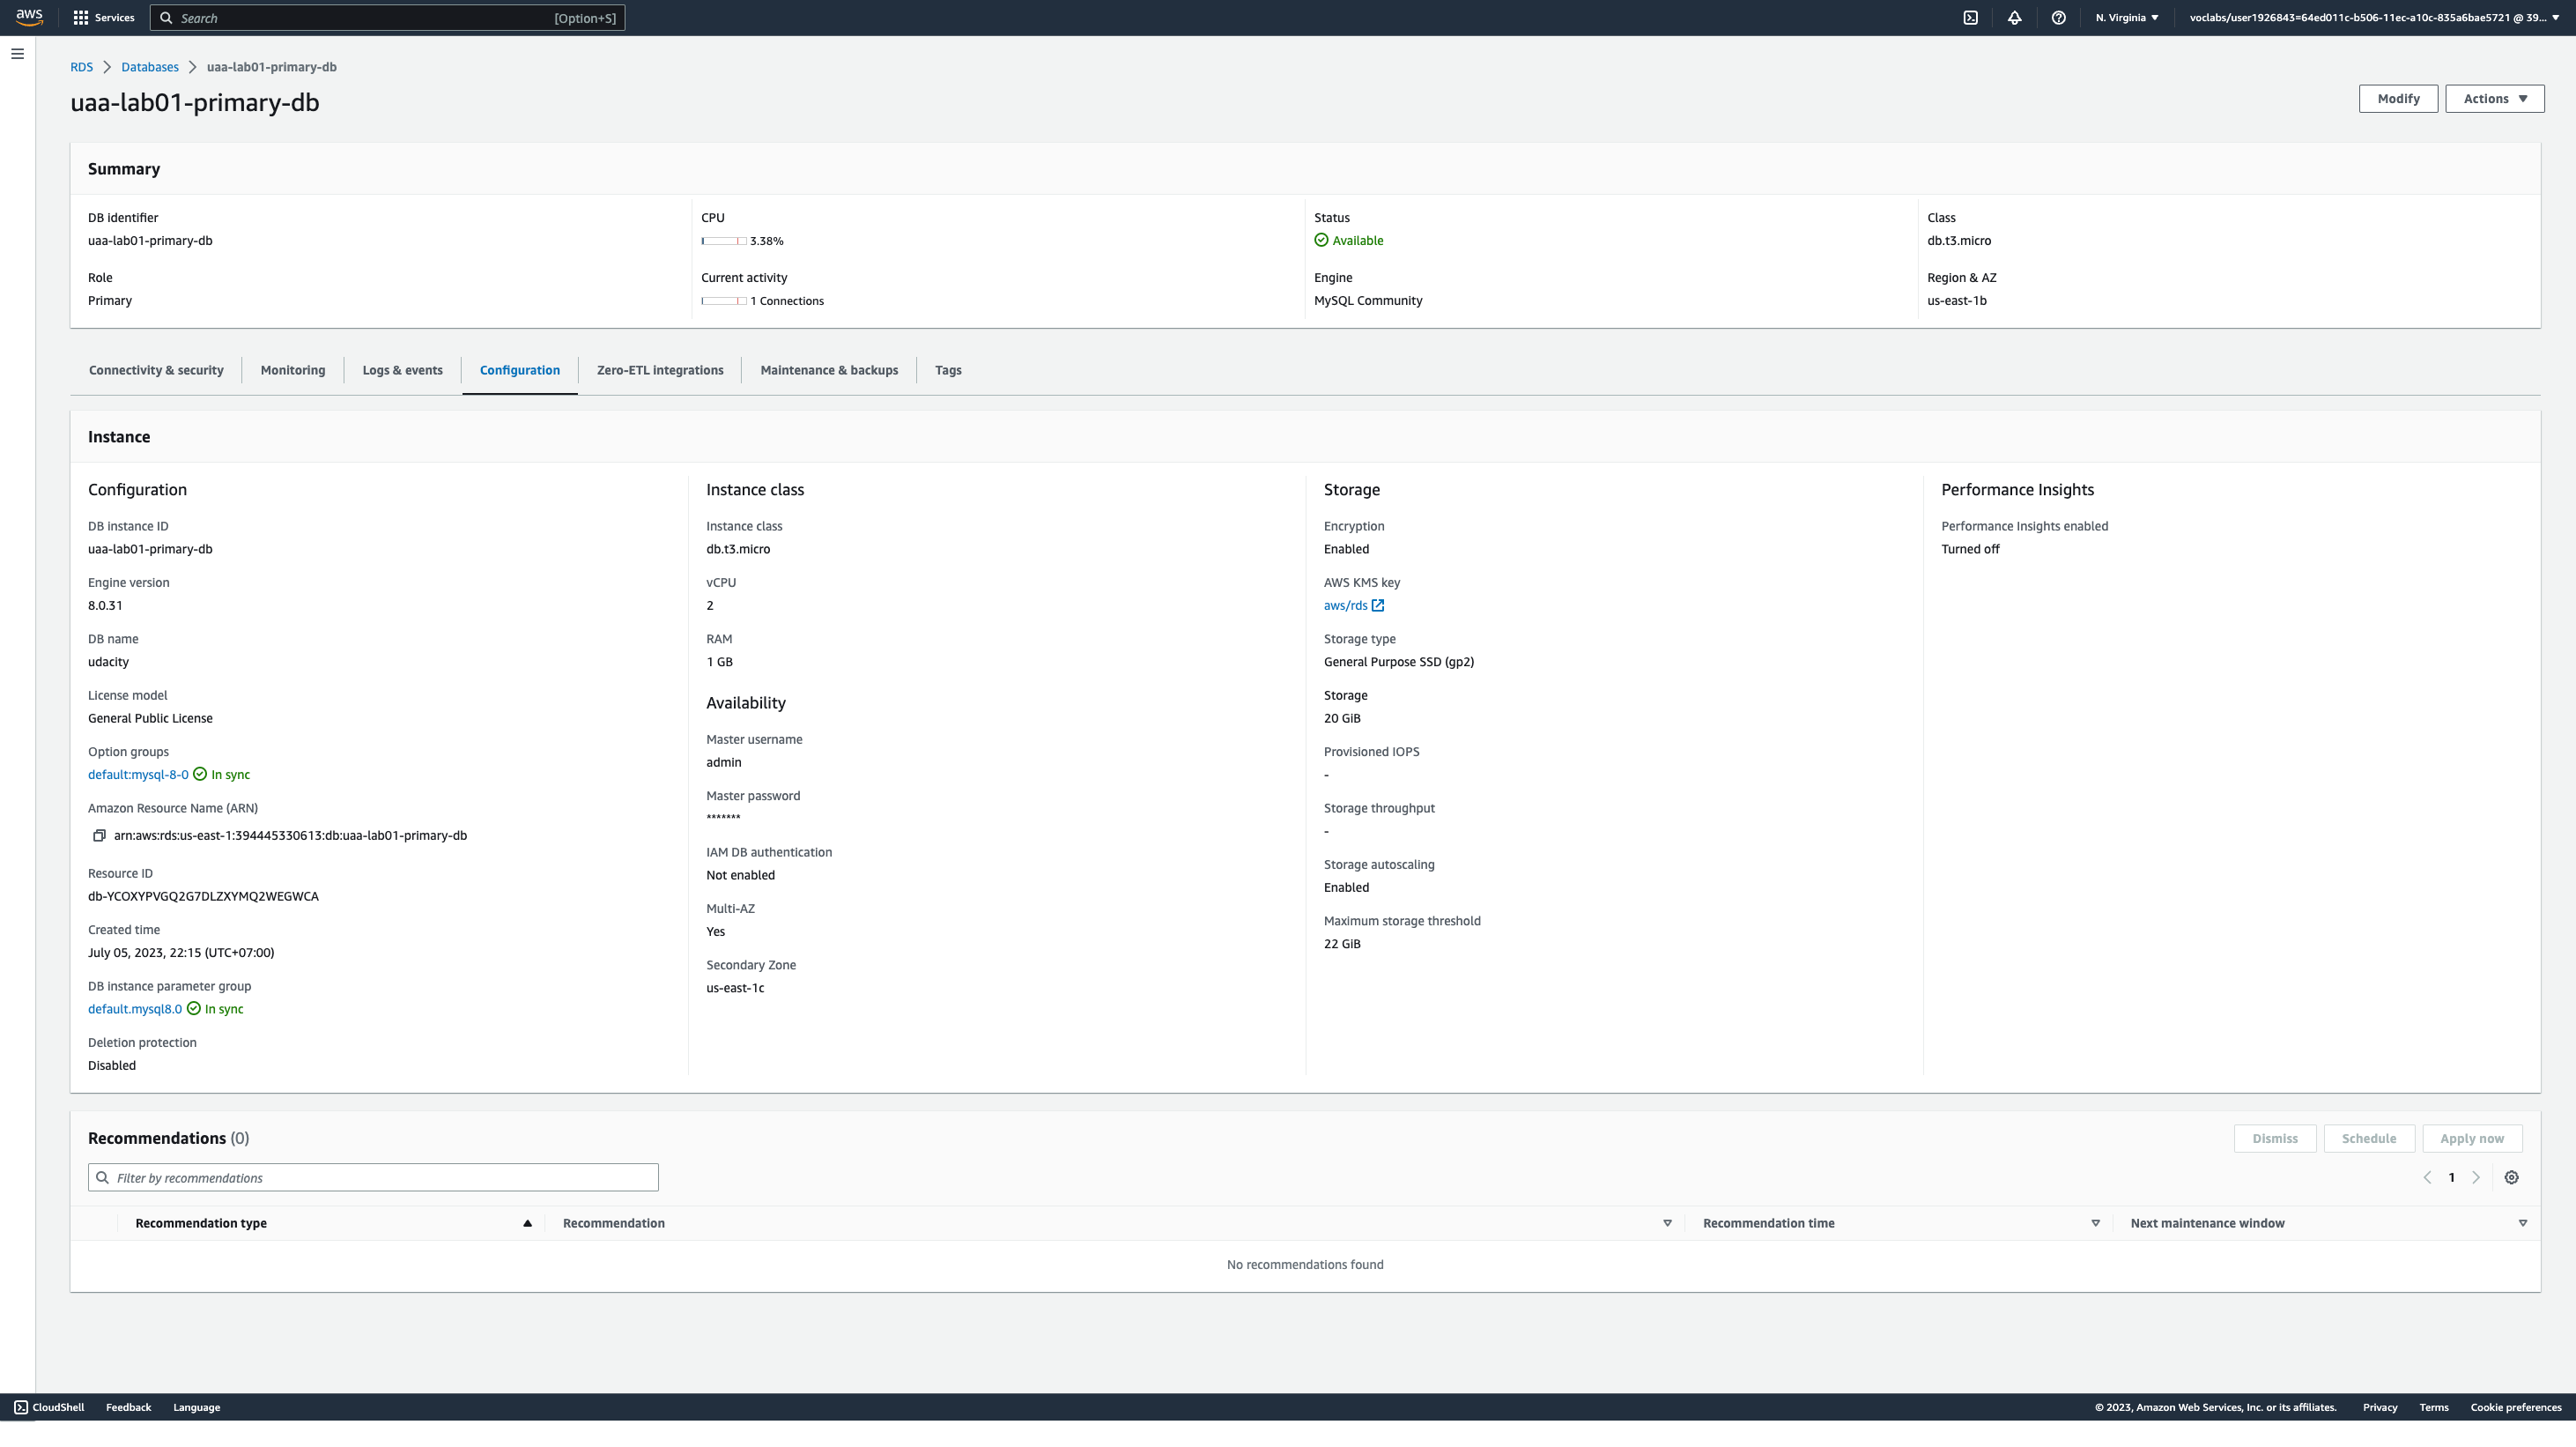 aws
Services
Search
[Option+S]
N. Virginia
voclabs/user1926843=64ed011c-b506-11ec-a10c-835a6bae5721 @ 39...
RDS
Databases
uaa-lab01-primary-db
uaa-lab01-primary-db
Modify
Actions
Summary
DB identifier
uaa-lab01-primary-db
Role
Primary
CPU
3.38%
Current activity
1 Connections
Status
Available
Engine
MySQL Community
Class
db.t3.micro
Region & AZ
us-east-1b
Connectivity & security
Monitoring
Logs & events
Configuration
Zero-ETL integrations
Maintenance & backups
Tags
Instance
Configuration
DB instance ID
uaa-lab01-primary-db
Engine version
8.0.31
DB name
udacity
License model
General Public License
Option groups
default:mysql-8-0 In sync
Amazon Resource Name (ARN)
arn:aws:rds:us-east-1:394445330613:db:uaa-lab01-primary-db
Resource ID
db-YCOXYPVGQ2G7DLZXYMQ2WEGWCA
Created time
July 05, 2023, 22:15 (UTC+07:00)
DB instance parameter group
default.mysql8.0 In sync
Deletion protection
Disabled
Instance class
Instance class
db.t3.micro
vCPU
2
RAM
1 GB
Availability
Master username
admin
Master password
*******
IAM DB authentication
Not enabled
Multi-AZ
Yes
Secondary Zone
us-east-1c
Storage
Encryption
Enabled
AWS KMS key
aws/rds
Storage type
General Purpose SSD (gp2)
Storage
20 GiB
Provisioned IOPS
-
Storage throughput
-
Storage autoscaling
Enabled
Maximum storage threshold
22 GiB
Performance Insights
Performance Insights enabled
Turned off
Recommendations (0)
Dismiss
Schedule
Apply now
Filter by recommendations
1
Recommendation type
Recommendation
Recommendation time
Next maintenance window
No recommendations found
CloudShell
Feedback
Language
© 2023, Amazon Web Services, Inc. or its affiliates.
Privacy
Terms
Cookie preferences